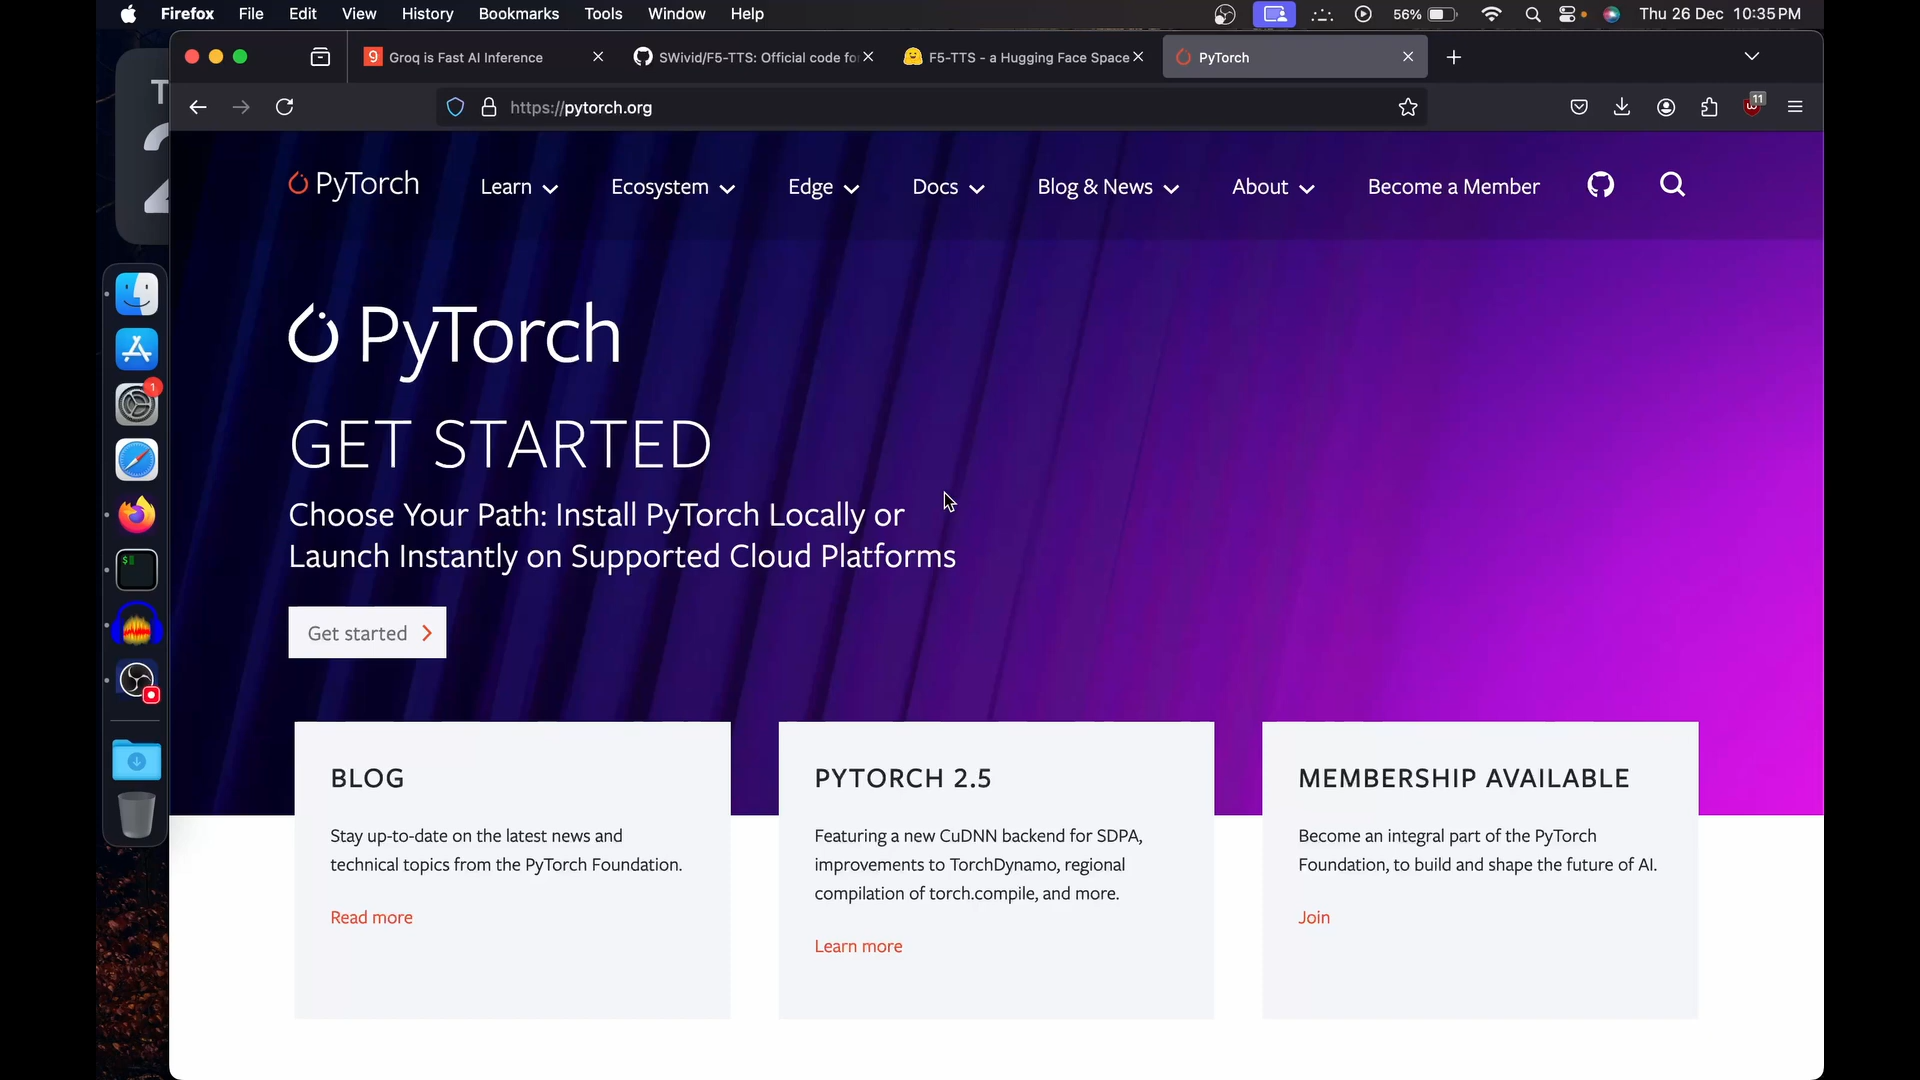 Firefox File Edit View History Bookmarks Tools Window Help 56% Thu 26 Dec 10:35 PM
Groq is Fast AI Inference SWivid/F5-TTS: Official code fo F5-TTS - a Hugging Face Space PyTorch
https://pytorch.org 11
PyTorch Learn Ecosystem Edge Docs Blog & News About Become a Member
PyTorch
GET STARTED
Choose Your Path: Install PyTorch Locally or
Launch Instantly on Supported Cloud Platforms
Get started
BLOG
Stay up-to-date on the latest news and
technical topics from the PyTorch Foundation.
Read more
PYTORCH 2.5
Featuring a new CuDNN backend for SDPA,
improvements to TorchDynamo, regional
compilation of torch.compile, and more.
Learn more
MEMBERSHIP AVAILABLE
Become an integral part of the PyTorch
Foundation, to build and shape the future of AI.
Join
1